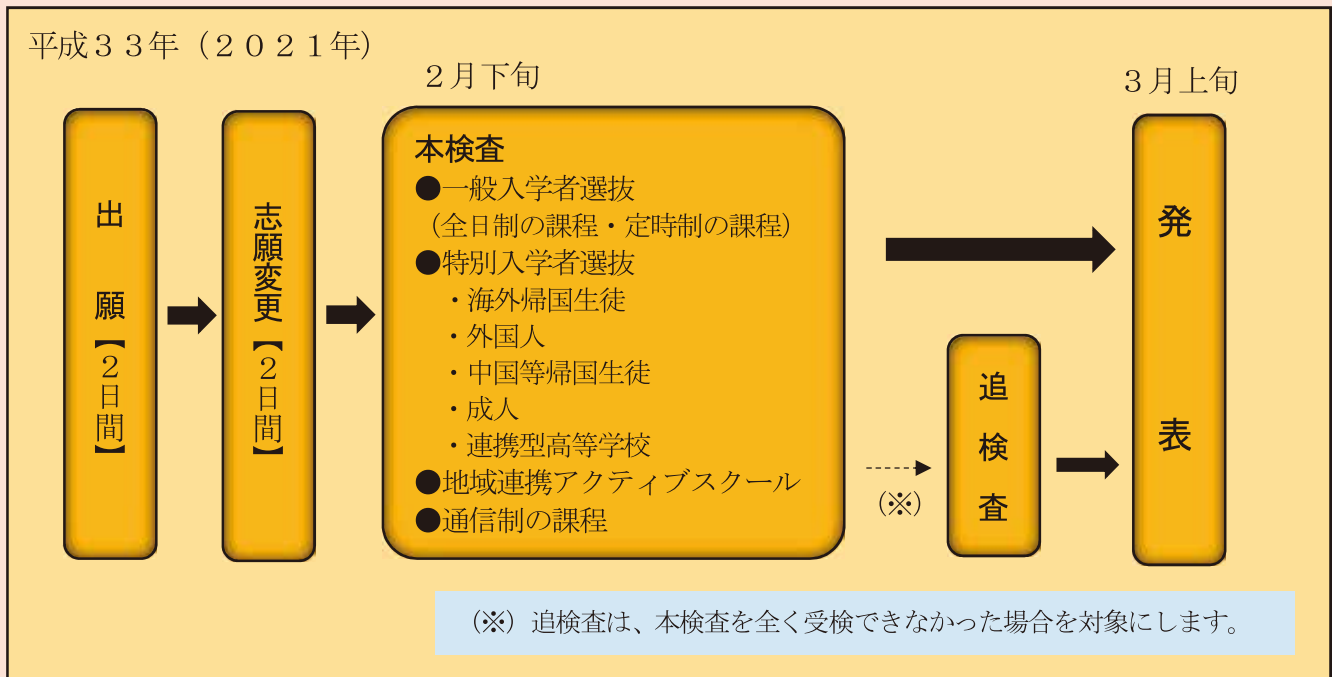 平成３３年（２０２１年）
２月下旬
３月上旬
出願【２日間】
志願変更【２日間】
本検査
●一般入学者選抜
（全日制の課程・定時制の課程）
●特別入学者選抜
・海外帰国生徒
・外国人
・中国等帰国生徒
・成人
・連携型高等学校
●地域連携アクティブスクール
●通信制の課程
（※）
追検査
発表
（※）追検査は、本検査を全く受検できなかった場合を対象にします。